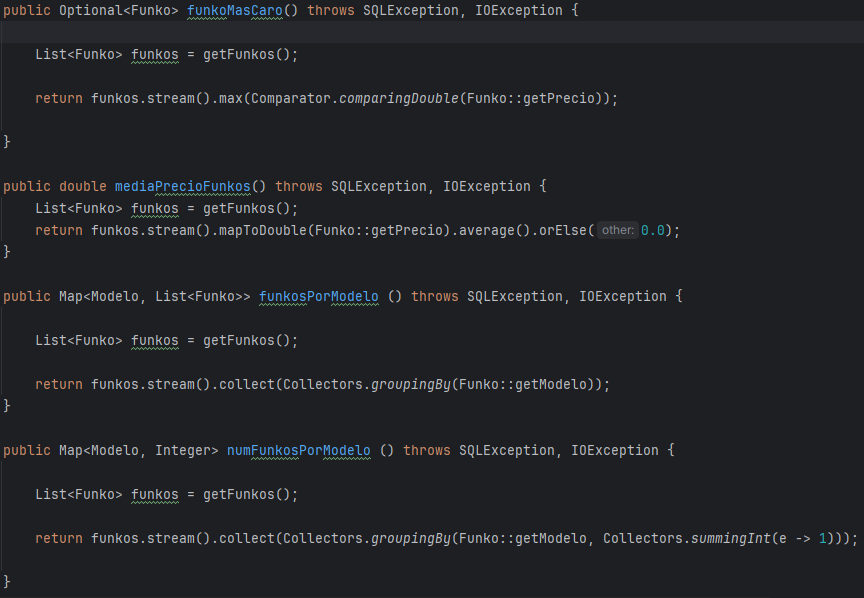 public Optional<Funko> funkoMasCaro() throws SQLException, IOException {
List<Funko> funkos = getFunkos();
return funkos.stream().max(Comparator.comparingDouble(Funko::getPrecio));
}
public double mediaPrecioFunkos() throws SQLException, IOException {
List<Funko> funkos = getFunkos();
return funkos.stream().mapToDouble(Funko::getPrecio).average().orElse( other: 0.0);
}
public Map<Modelo, List<Funko>> funkosPorModelo () throws SQLException, IOException {
List<Funko> funkos = getFunkos();
return funkos.stream().collect(Collectors.groupingBy(Funko::getModelo));
}
public Map<Modelo, Integer> numFunkosPorModelo () throws SQLException, IOException {
List<Funko> funkos = getFunkos();
return funkos.stream().collect(Collectors.groupingBy(Funko::getModelo, Collectors.summingInt(e -> 1)));
}